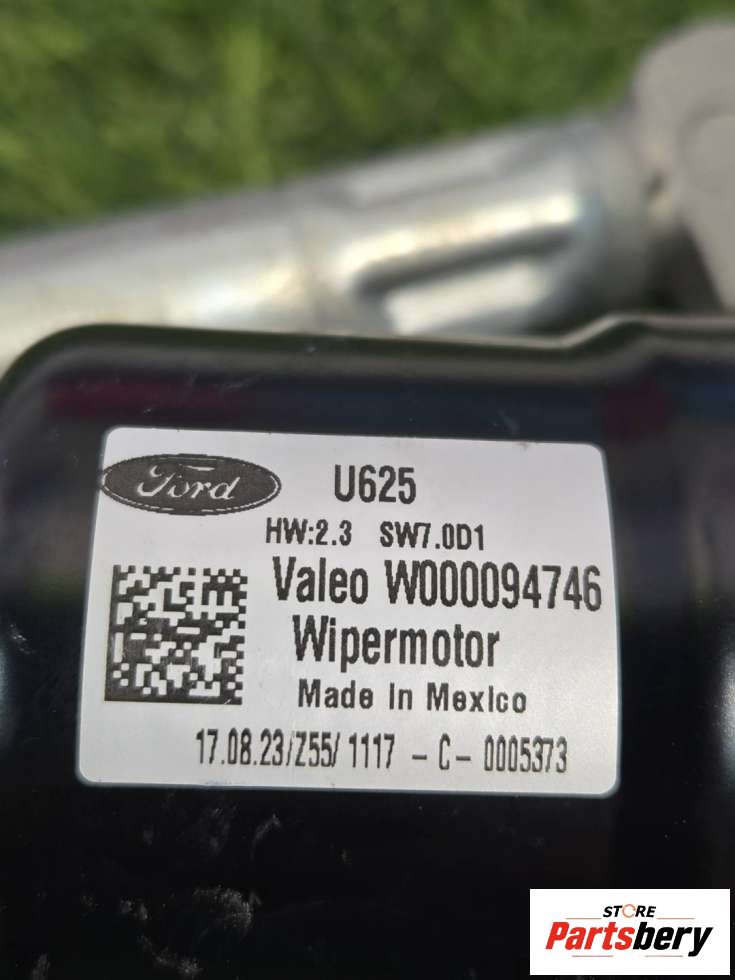 Ford U625
HW:2.3 SW7.0D1
Valeo W000094746
Wipermotor
Made In Mexico
17.08.23/Z55/ 1117 - C - 0005373
STORE
Partsbery